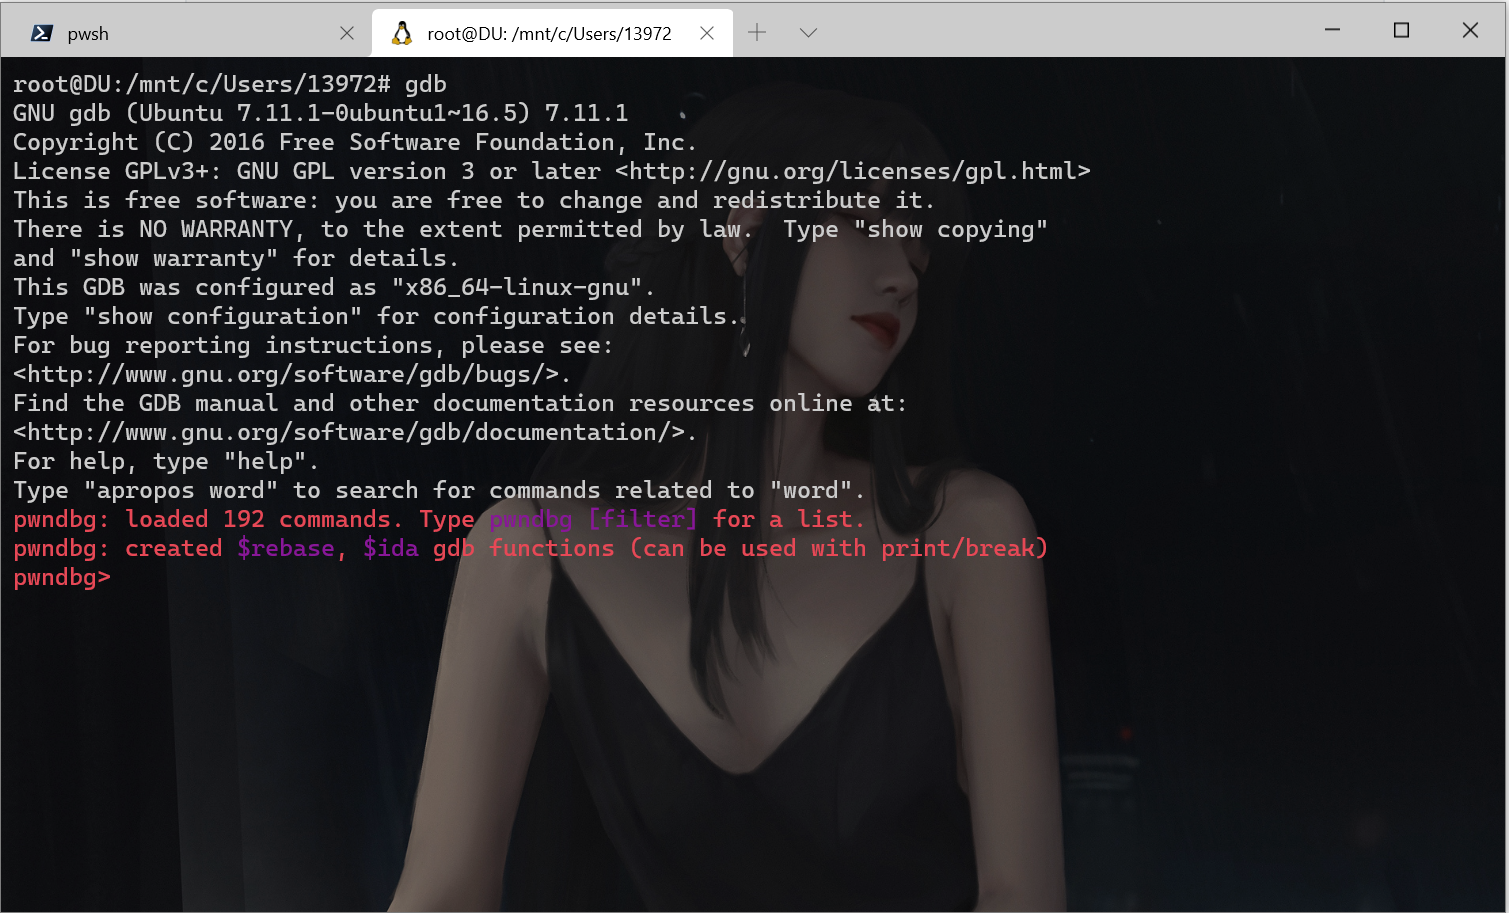 pwsh
root@DU: /mnt/c/Users/13972
root@DU:/mnt/c/Users/13972# gdb
GNU gdb (Ubuntu 7.11.1-0ubuntu1~16.5) 7.11.1
Copyright (C) 2016 Free Software Foundation, Inc.
License GPLv3+: GNU GPL version 3 or later <http://gnu.org/licenses/gpl.html>
This is free software: you are free to change and redistribute it.
There is NO WARRANTY, to the extent permitted by law.  Type "show copying"
and "show warranty" for details.
This GDB was configured as "x86_64-linux-gnu".
Type "show configuration" for configuration details.
For bug reporting instructions, please see:
<http://www.gnu.org/software/gdb/bugs/>.
Find the GDB manual and other documentation resources online at:
<http://www.gnu.org/software/gdb/documentation/>.
For help, type "help".
Type "apropos word" to search for commands related to "word".
pwndbg: loaded 192 commands. Type pwndbg [filter] for a list.
pwndbg: created $rebase, $ida gdb functions (can be used with print/break)
pwndbg>